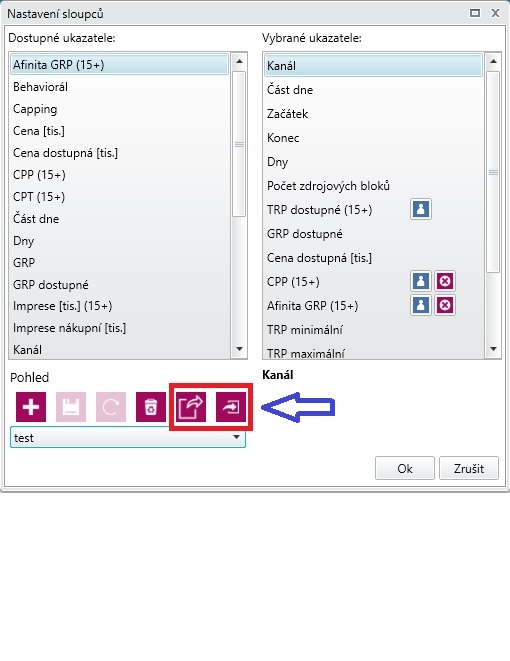 Nastavení sloupců
Dostupné ukazatele:
Afinita GRP (15+)
Behaviorál
Capping
Cena [tis.]
Cena dostupná [tis.]
CPP (15+)
CPT (15+)
Část dne
Dny
GRP
GRP dostupné
Imprese [tis.] (15+)
Imprese nákupní [tis.]
Kanál
Vybrané ukazatele:
Kanál
Část dne
Začátek
Konec
Dny
Počet zdrojových bloků
TRP dostupné (15+)
GRP dostupné
Cena dostupná [tis.]
CPP (15+)
Afinita GRP (15+)
TRP minimální
TRP maximální
Pohled
Kanál
test
Ok
Zrušit